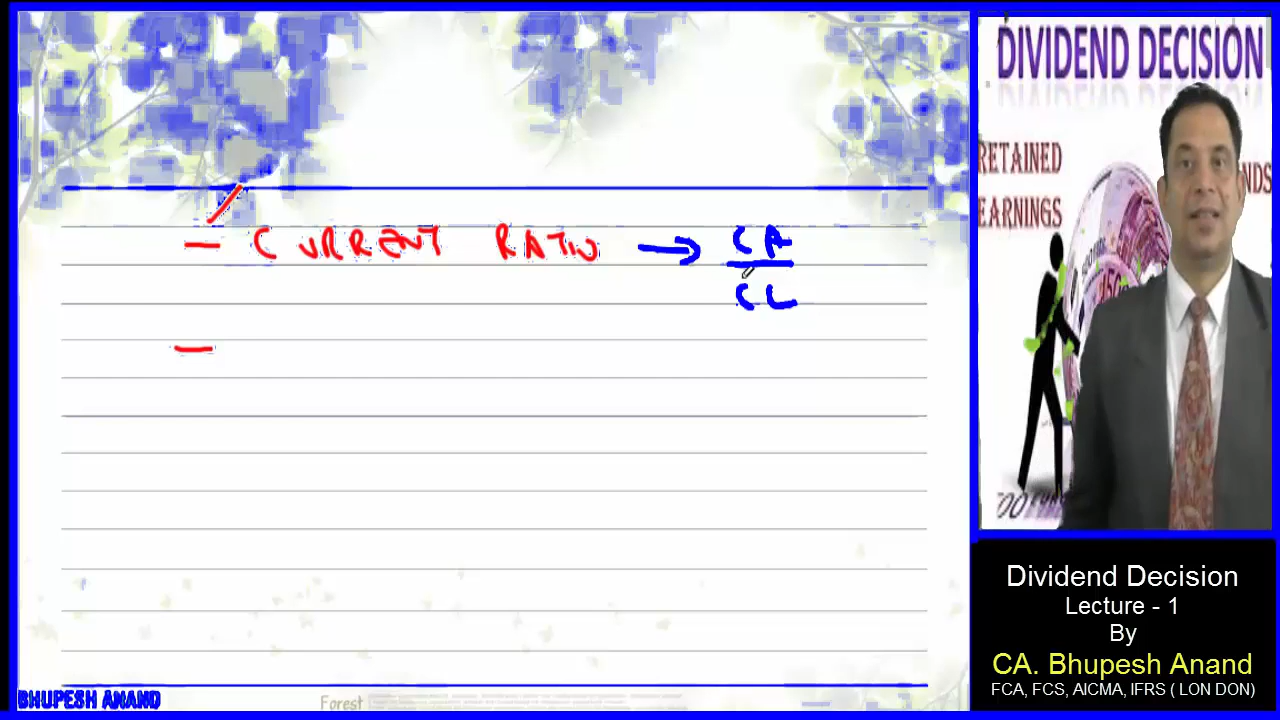 DIVIDEND DECISION
RETAINED
EARNINGS
NDS
— CURRENT RATIO → CA
CL
—
Dividend Decision
Lecture - 1
By
CA. Bhupesh Anand
FCA, FCS, AICMA, IFRS ( LON DON)
BHUPESH ANAND
Forest